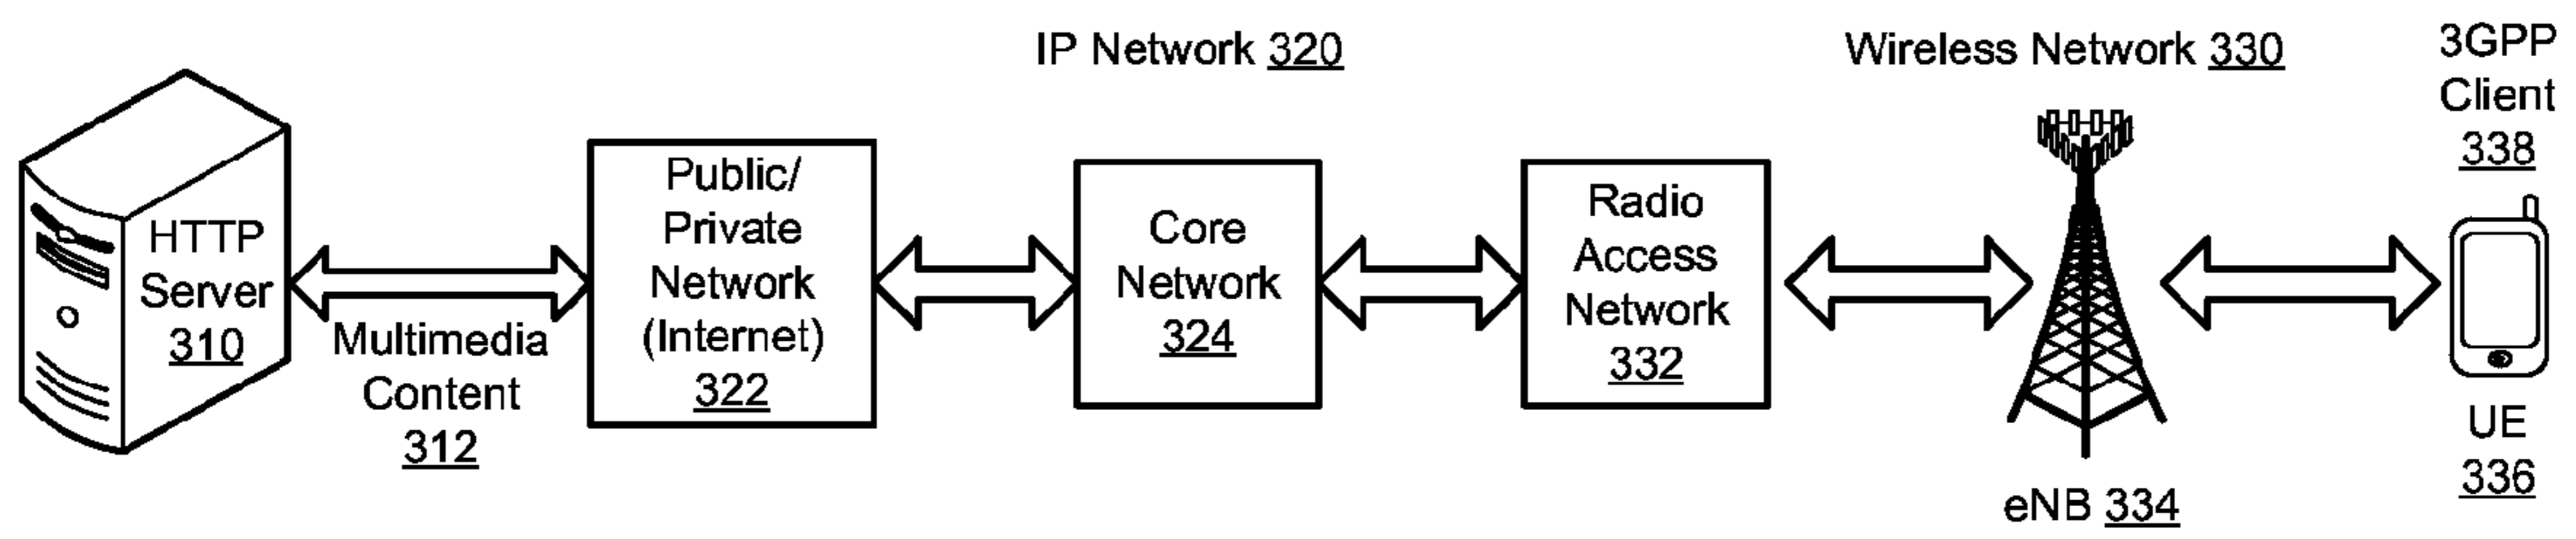 IP Network 320
Wireless Network 330
3GPP
Client
338
HTTP
Server
310
Multimedia
Content
312
Public/
Private
Network
(Internet)
322
Core
Network
324
Radio
Access
Network
332
eNB 334
UE
336